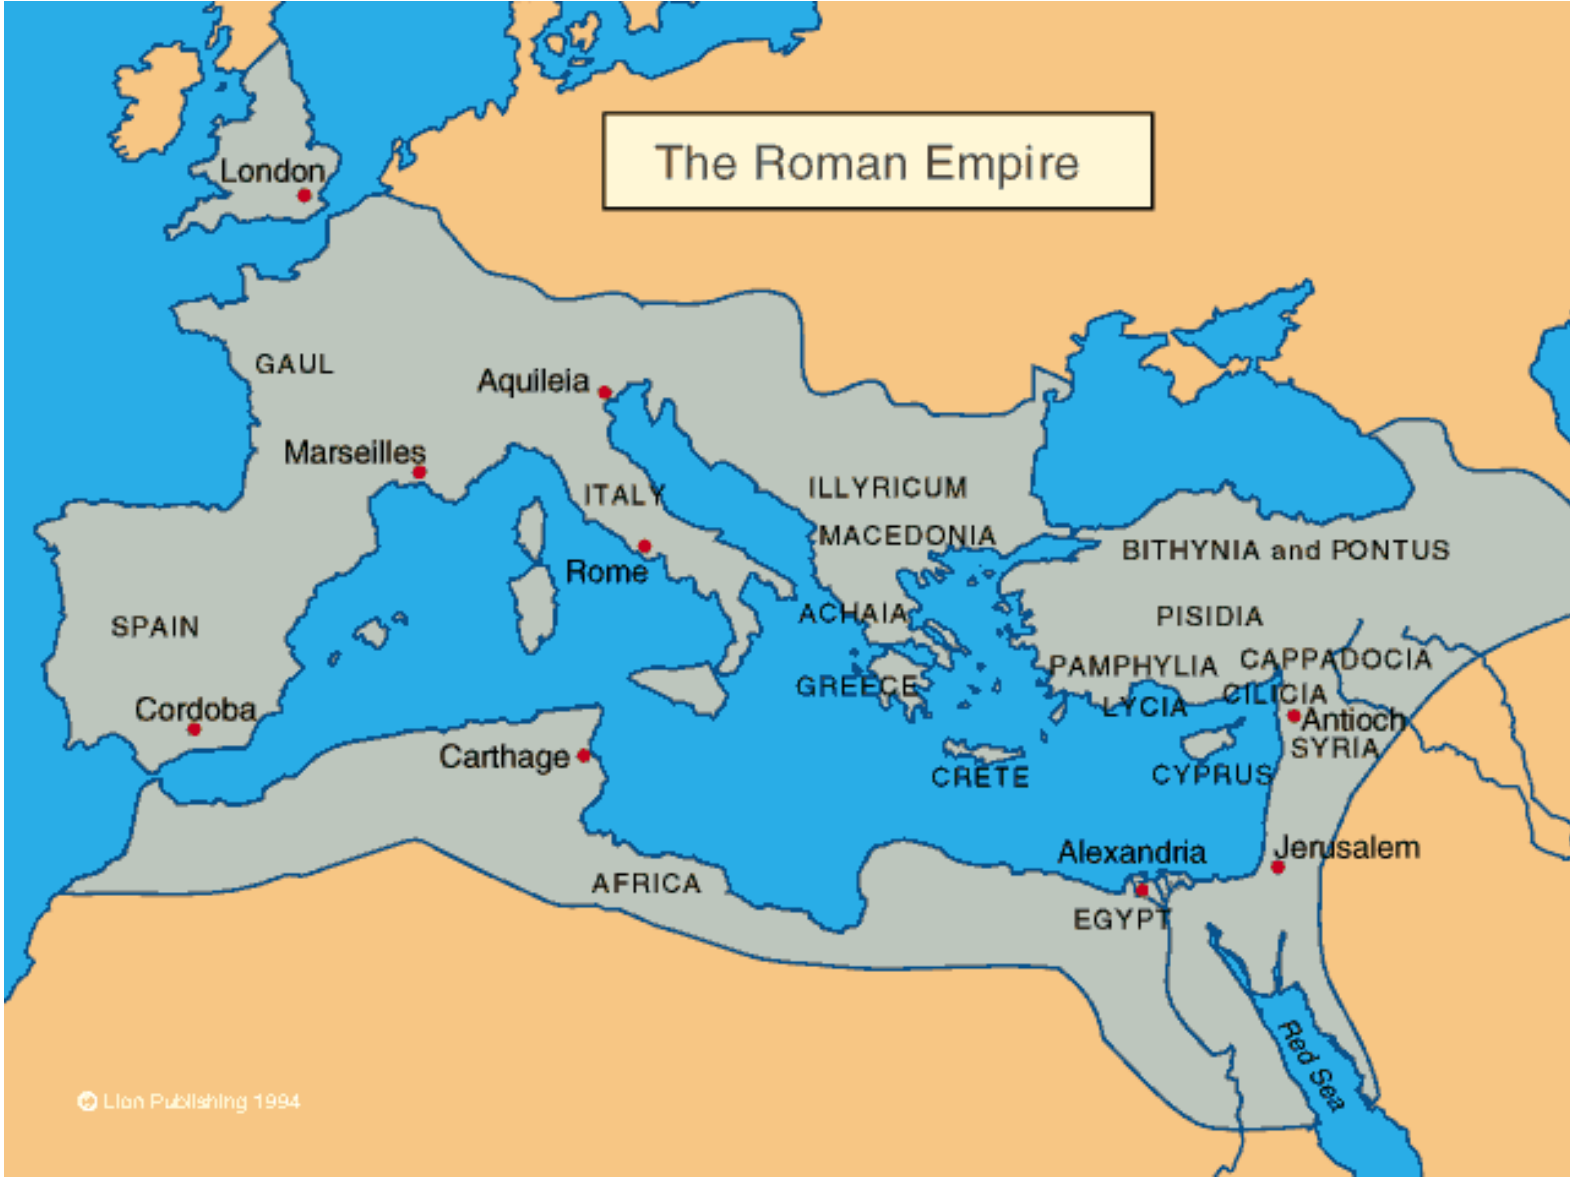 The Roman Empire
London
GAUL
Aquileia
Marseilles
ITALY
ILLYRICUM
MACEDONIA
BITHYNIA and PONTUS
Rome
SPAIN
ACHAIA
PISIDIA
PAMPHYLIA
CAPPADOCIA
GREECE
CILICIA
LYCIA
Cordoba
Antioch
Carthage
SYRIA
CRETE
CYPRUS
Alexandria
Jerusalem
AFRICA
EGYPT
Red Sea
© Lion Publishing 1994